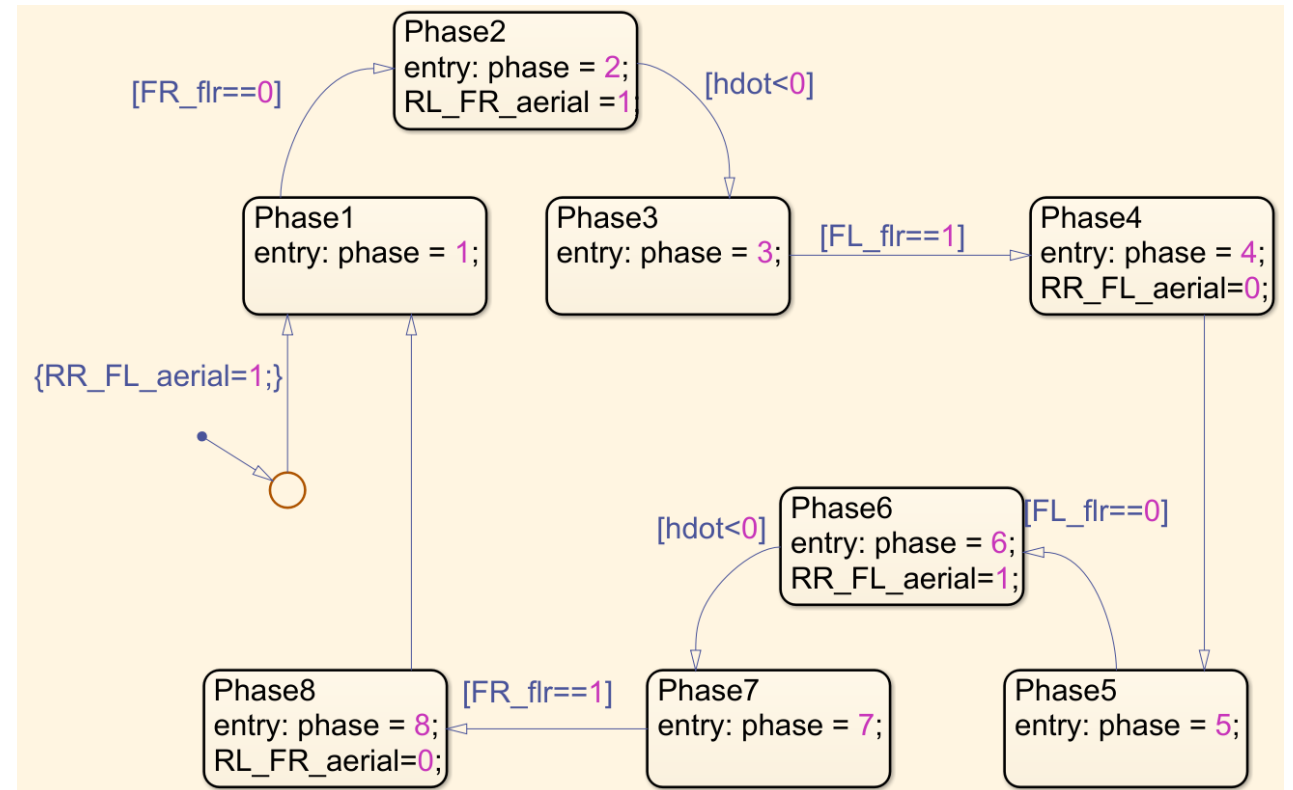 Phase2
entry: phase = 2;
RL_FR_aerial =1;
[FR_flr==0]
[hdot<0]
Phase1
entry: phase = 1;
Phase3
entry: phase = 3;
[FL_flr==1]
Phase4
entry: phase = 4;
RR_FL_aerial=0;
{RR_FL_aerial=1;}
Phase6
entry: phase = 6;
RR_FL_aerial=1;
[hdot<0]
[FL_flr==0]
Phase8
entry: phase = 8;
RL_FR_aerial=0;
[FR_flr==1]
Phase7
entry: phase = 7;
Phase5
entry: phase = 5;